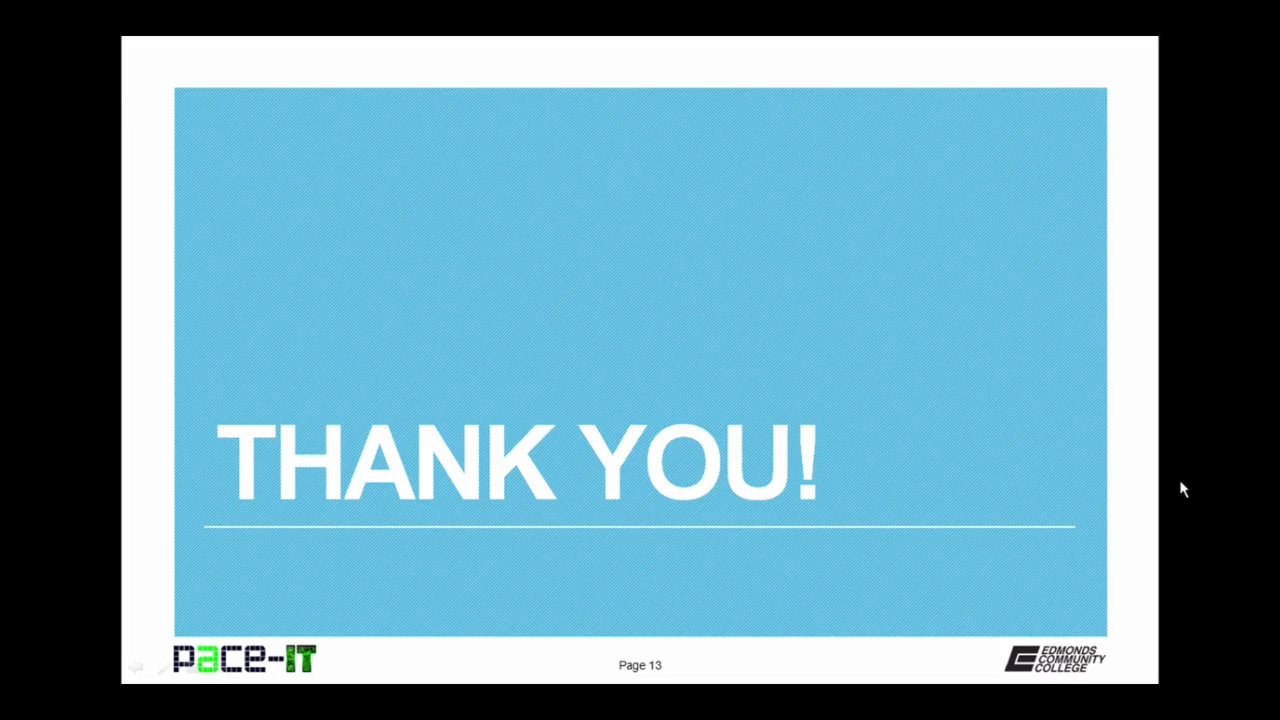 THANK YOU!
pace-IT
Page 13
EDMONDS
COMMUNITY
COLLEGE